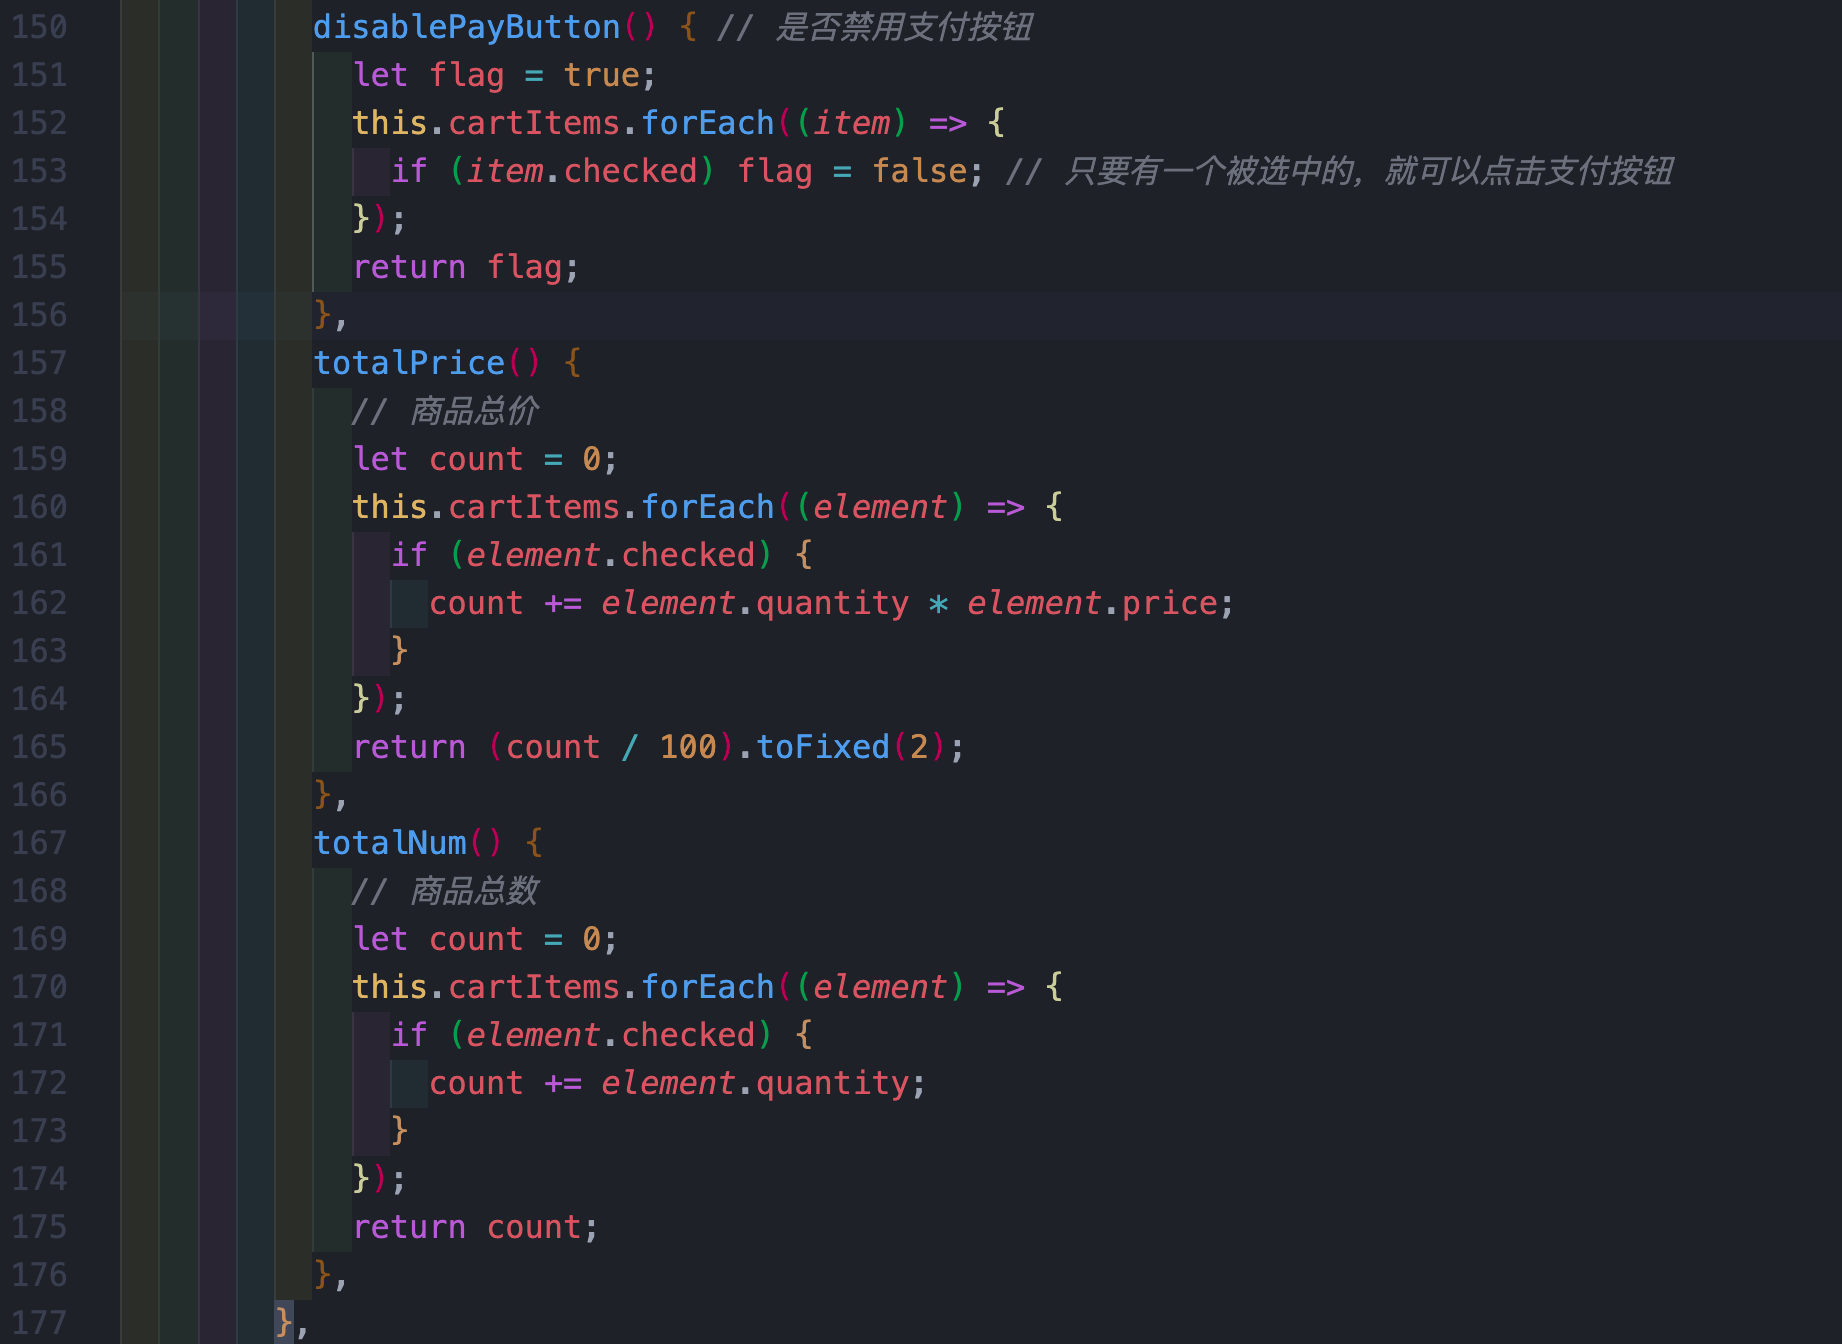 150 disablePayButton() { // 是否禁用支付按钮
151 let flag = true;
152 this.cartItems.forEach((item) => {
153 if (item.checked) flag = false; // 只要有一个被选中的，就可以点击支付按钮
154 });
155 return flag;
156 },
157 totalPrice() {
158 // 商品总价
159 let count = 0;
160 this.cartItems.forEach((element) => {
161 if (element.checked) {
162 count += element.quantity * element.price;
163 }
164 });
165 return (count / 100).toFixed(2);
166 },
167 totalNum() {
168 // 商品总数
169 let count = 0;
170 this.cartItems.forEach((element) => {
171 if (element.checked) {
172 count += element.quantity;
173 }
174 });
175 return count;
176 },
177 },